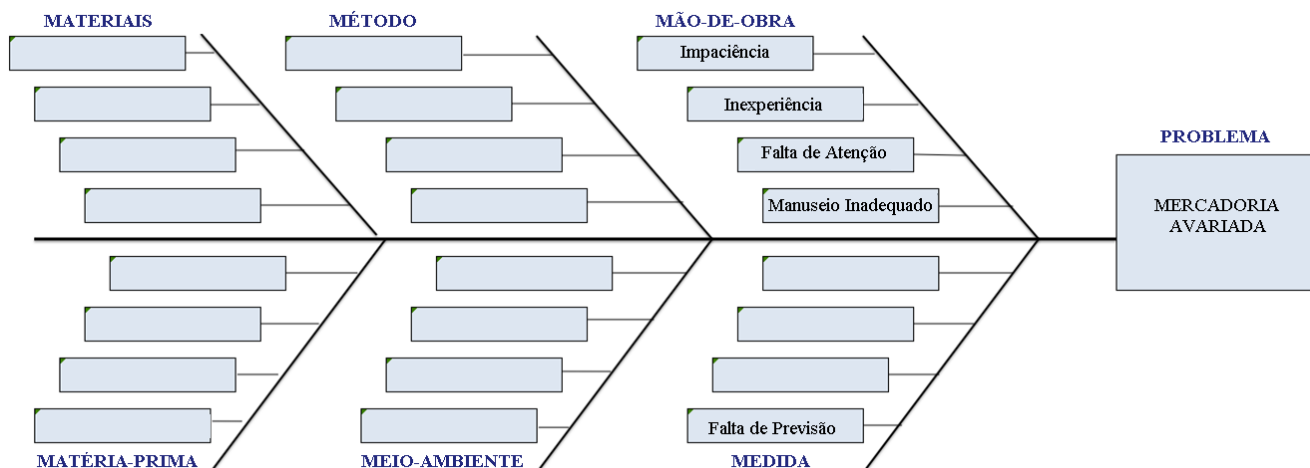 MATERIAIS
MÉTODO
MÃO-DE-OBRA
Impaciência
Inexperiência
Falta de Atenção
Manuseio Inadequado
PROBLEMA
MERCADORIA
AVARIADA
Falta de Previsão
MATÉRIA-PRIMA
MEIO-AMBIENTE
MEDIDA